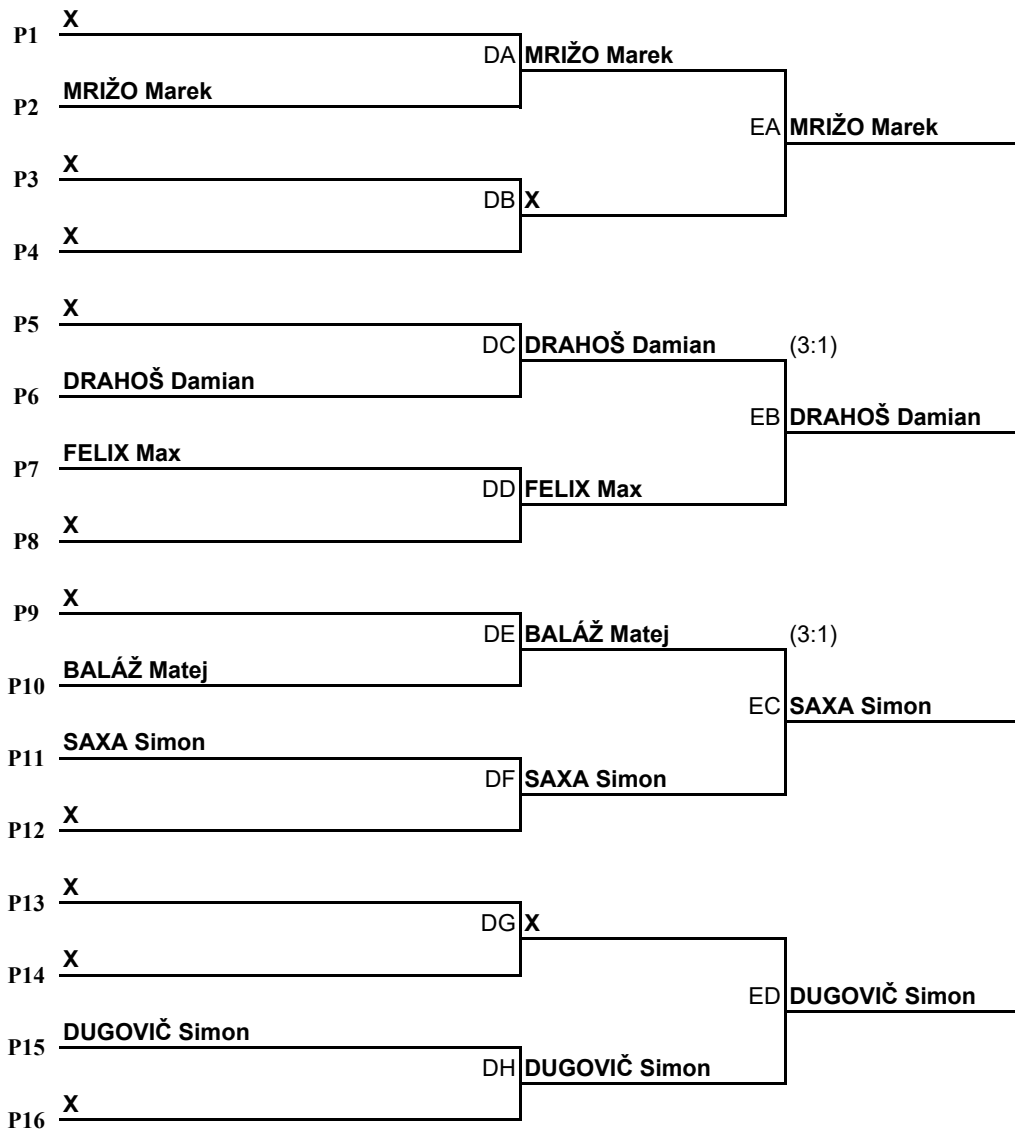 X
P1
DA MRIŽO Marek
MRIŽO Marek
P2
EA MRIŽO Marek
X
P3
DB X
X
P4
X
P5
DC DRAHOŠ Damian (3:1)
DRAHOŠ Damian
P6
EB DRAHOŠ Damian
FELIX Max
P7
DD FELIX Max
X
P8
X
P9
DE BALÁŽ Matej (3:1)
BALÁŽ Matej
P10
EC SAXA Simon
SAXA Simon
P11
DF SAXA Simon
X
P12
X
P13
DG X
X
P14
ED DUGOVIČ Simon
DUGOVIČ Simon
P15
DH DUGOVIČ Simon
X
P16